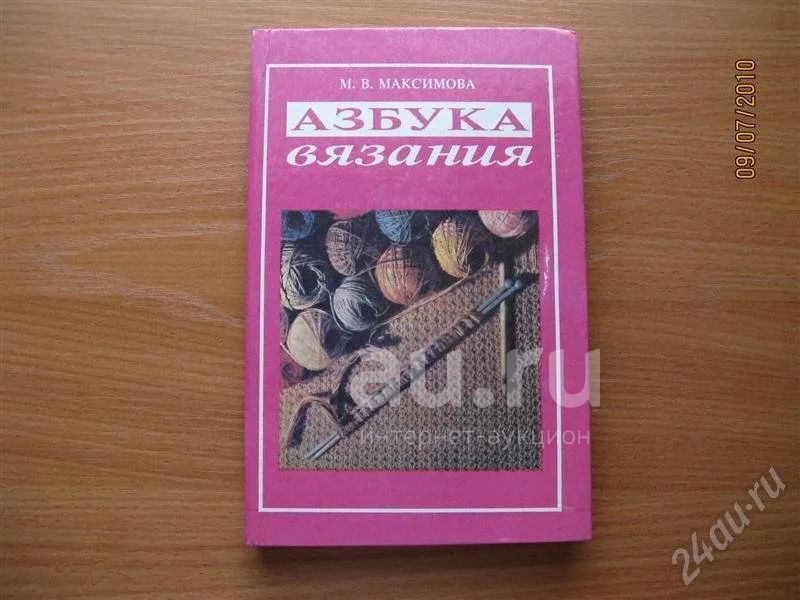 М. В. МАКСИМОВА
АЗБУКА
вязания
au.ru
интернет-аукцион
09/07/2010
24au.ru